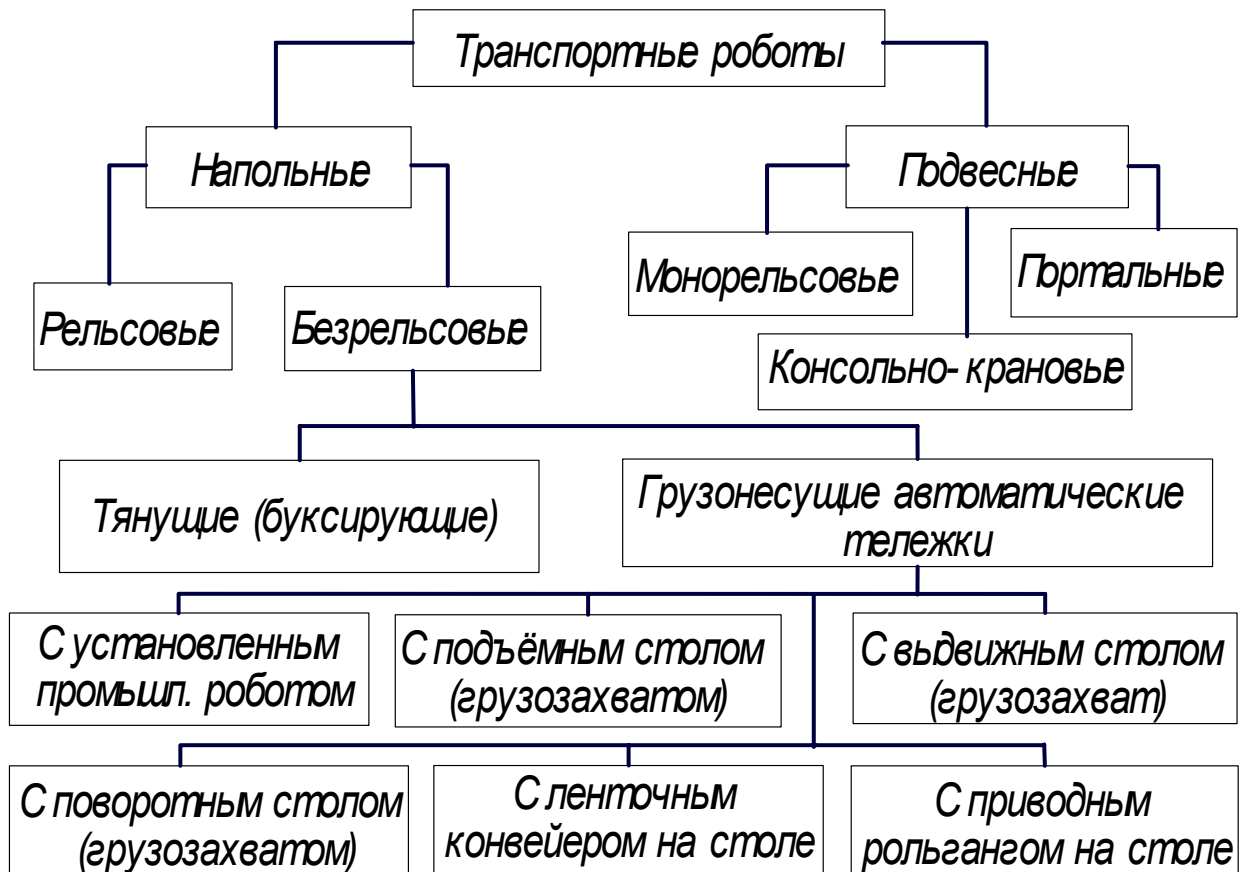 Транспортные роботы
Напольные
Подвесные
Рельсовые
Безрельсовые
Монорельсовые
Портальные
Консольно-крановые
Тянущие (буксирующие)
Грузонесущие автоматические
тележки
С установленным
промышл. роботом
С подъёмным столом
(грузозахватом)
С выдвижным столом
(грузозахват)
С поворотным столом
(грузозахватом)
С ленточным
конвейером на столе
С приводным
рольгангом на столе